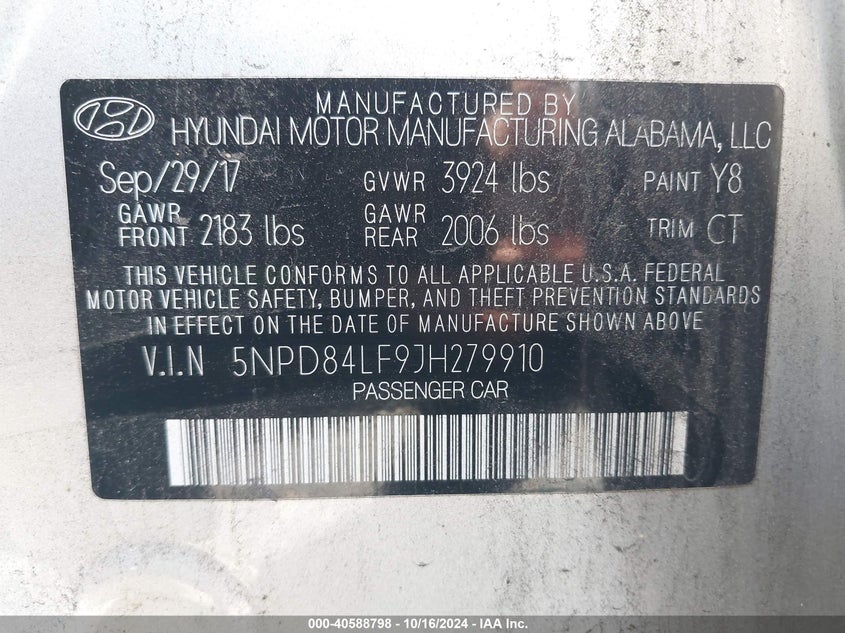 MANUFACTURED BY
HYUNDAI MOTOR MANUFACTURING ALABAMA, LLC
Sep/29/17 GVWR 3924 lbs PAINT Y8
GAWR FRONT 2183 lbs GAWR REAR 2006 lbs TRIM CT
THIS VEHICLE CONFORMS TO ALL APPLICABLE U.S.A. FEDERAL
MOTOR VEHICLE SAFETY, BUMPER, AND THEFT PREVENTION STANDARDS
IN EFFECT ON THE DATE OF MANUFACTURE SHOWN ABOVE.
V.I.N 5NPD84LF9JH279910
PASSENGER CAR
000-40588798 - 10/16/2024 - IAA Inc.